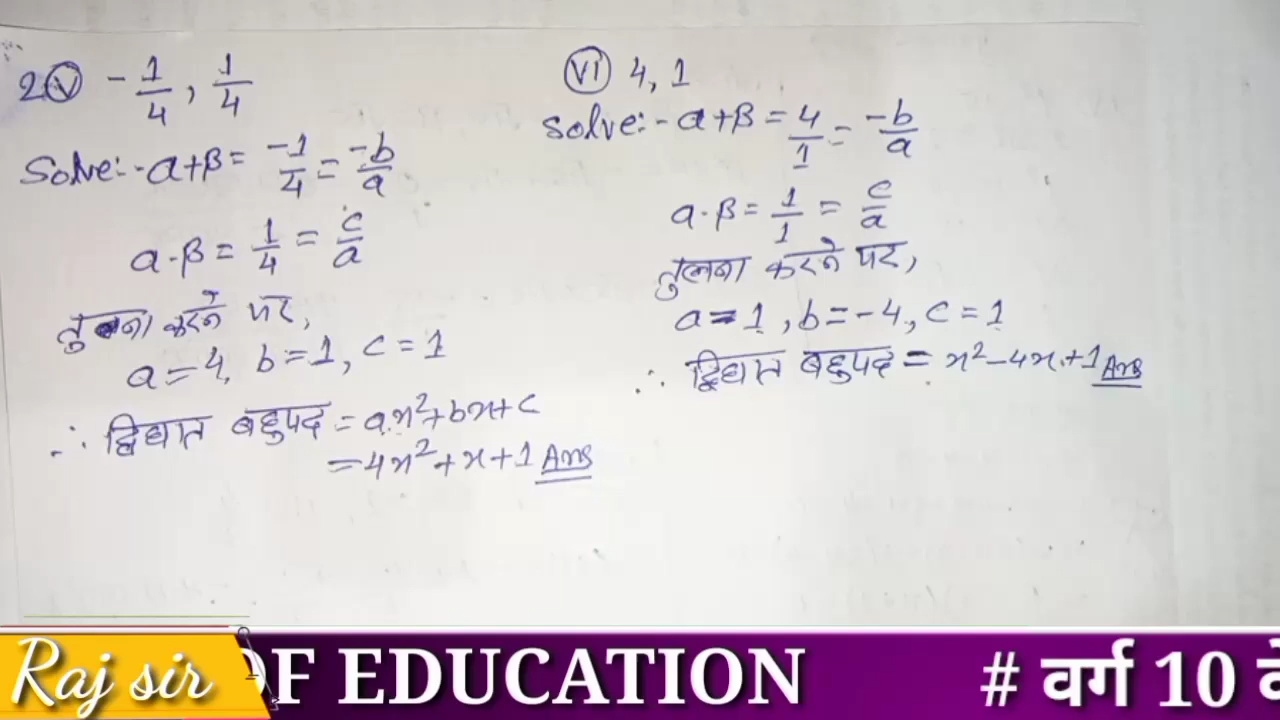 2 (V) -1/4, 1/4
Solve:- a+β = -1/4 = -b/a
a·β = 1/4 = c/a
तुलना करने पर,
a=4, b=1, c=1
∴ द्विघात बहुपद = ax²+bx+c
=4x²+x+1 Ans
(VI) 4, 1
Solve:- a+β = 4/1 = -b/a
a·β = 1/1 = c/a
तुलना करने पर,
a=1, b=-4, c=1
∴ द्विघात बहुपद = x²-4x+1 Ans
Raj sir OF EDUCATION # वर्ग 10 के